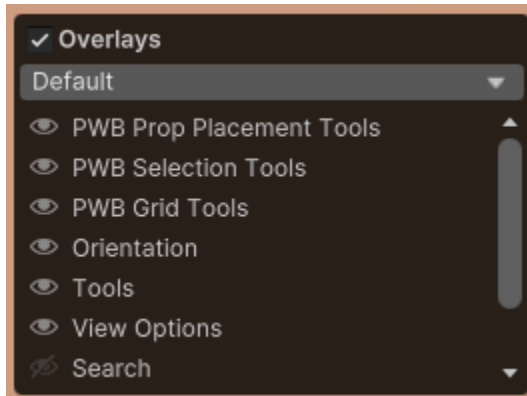 Overlays
Default
PWB Prop Placement Tools
PWB Selection Tools
PWB Grid Tools
Orientation
Tools
View Options
Search